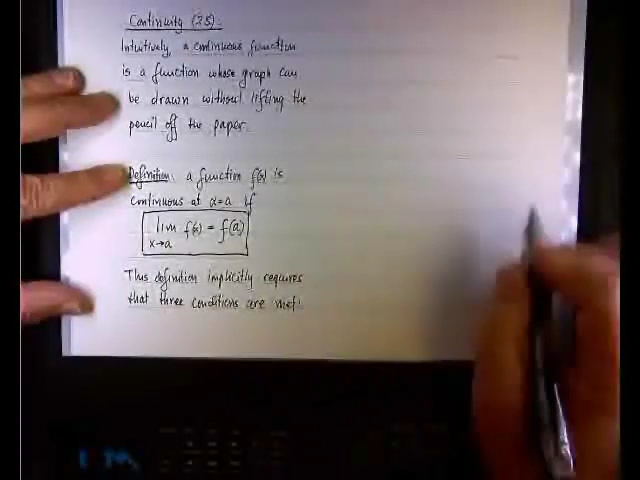 Continuity (2.5):
Intuitively, a continuous function
is a function whose graph can
be drawn without lifting the
pencil off the paper.
Definition: a function f(x) is
continuous at x=a if
lim f(x) = f(a)
x→a
This definition implicitly requires
that three conditions are met: